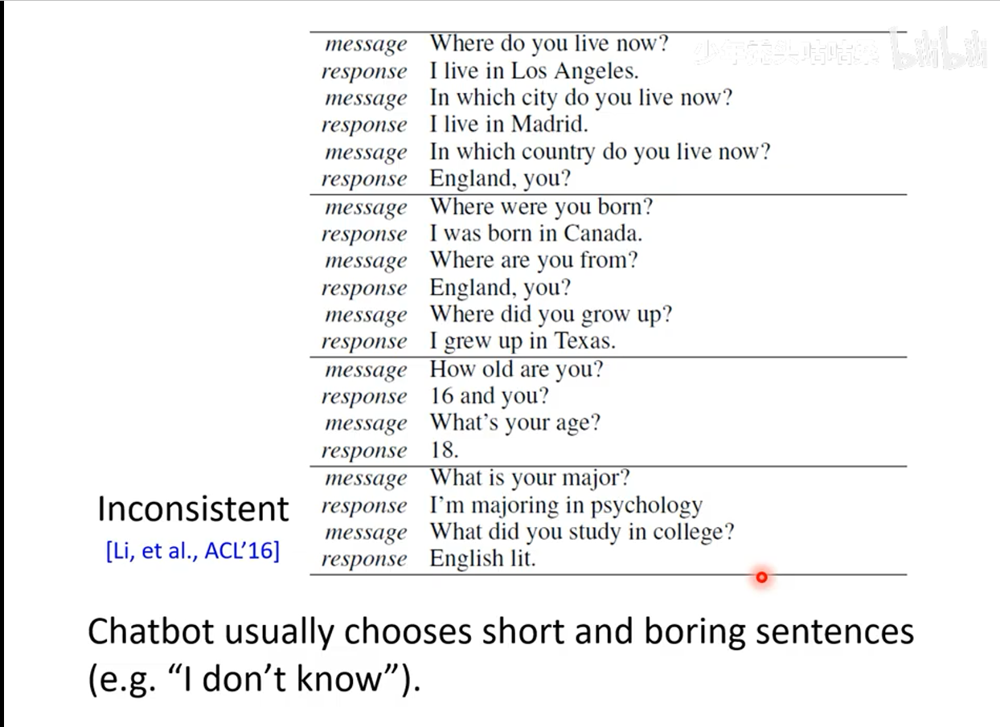 message Where do you live now?
response I live in Los Angeles.
message In which city do you live now?
response I live in Madrid.
message In which country do you live now?
response England, you?
message Where were you born?
response I was born in Canada.
message Where are you from?
response England, you?
message Where did you grow up?
response I grew up in Texas.
message How old are you?
response 16 and you?
message What's your age?
response 18.
message What is your major?
response I'm majoring in psychology
message What did you study in college?
response English lit.
Inconsistent
[Li, et al., ACL’16]
Chatbot usually chooses short and boring sentences
(e.g. “I don’t know”).
bilibili